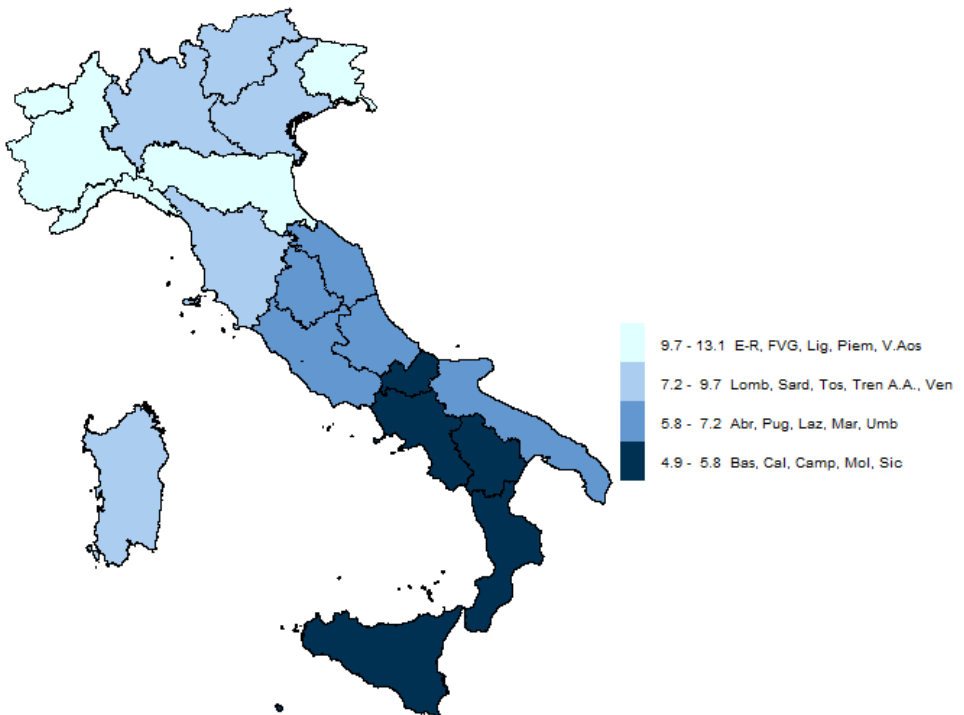 9.7 - 13.1 E-R, FVG, Lig, Piem, V.Aos
7.2 - 9.7 Lomb, Sard, Tos, Tren A.A., Ven
5.8 - 7.2 Abr, Pug, Laz, Mar, Umb
4.9 - 5.8 Bas, Cal, Camp, Mol, Sic